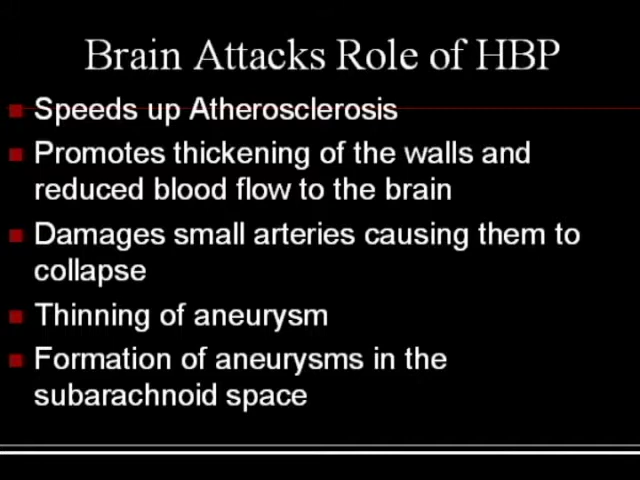 Brain Attacks Role of HBP
Speeds up Atherosclerosis
Promotes thickening of the walls and
reduced blood flow to the brain
Damages small arteries causing them to
collapse
Thinning of aneurysm
Formation of aneurysms in the
subarachnoid space